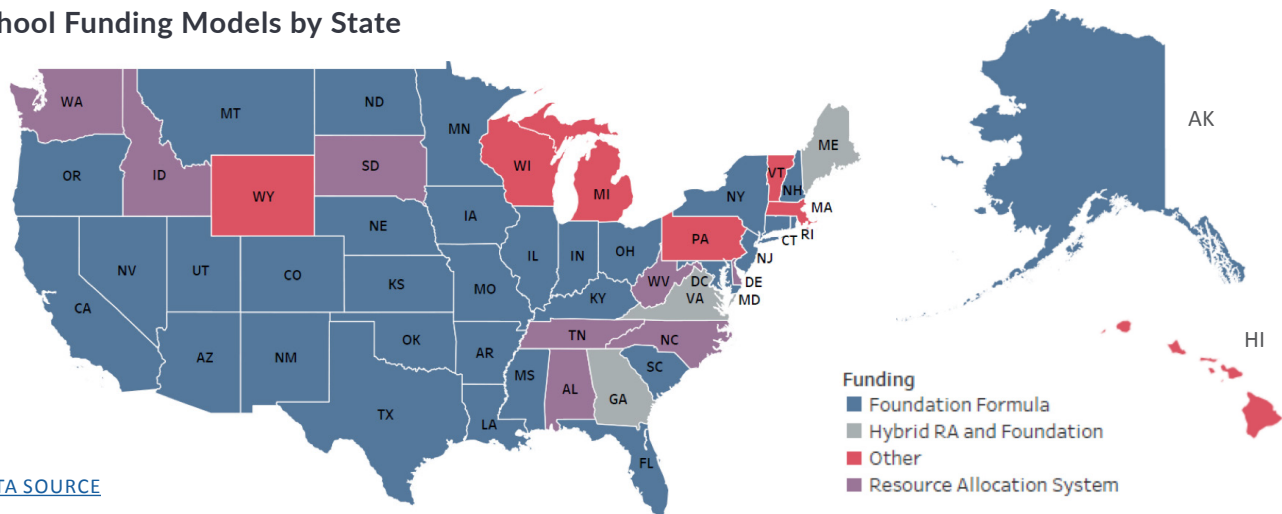 hool Funding Models by State
WA
MT
ND
MN
ME
AK
OR
ID
WY
SD
WI
MI
NY
VT
NH
MA
NV
UT
CO
NE
IA
IL
IN
OH
PA
NJ
CT
RI
CA
KS
MO
KY
WV
DC
VA
DE
MD
AZ
NM
OK
AR
TN
NC
HI
TX
LA
MS
AL
GA
SC
FL
Funding
Foundation Formula
Hybrid RA and Foundation
Other
Resource Allocation System
TA SOURCE